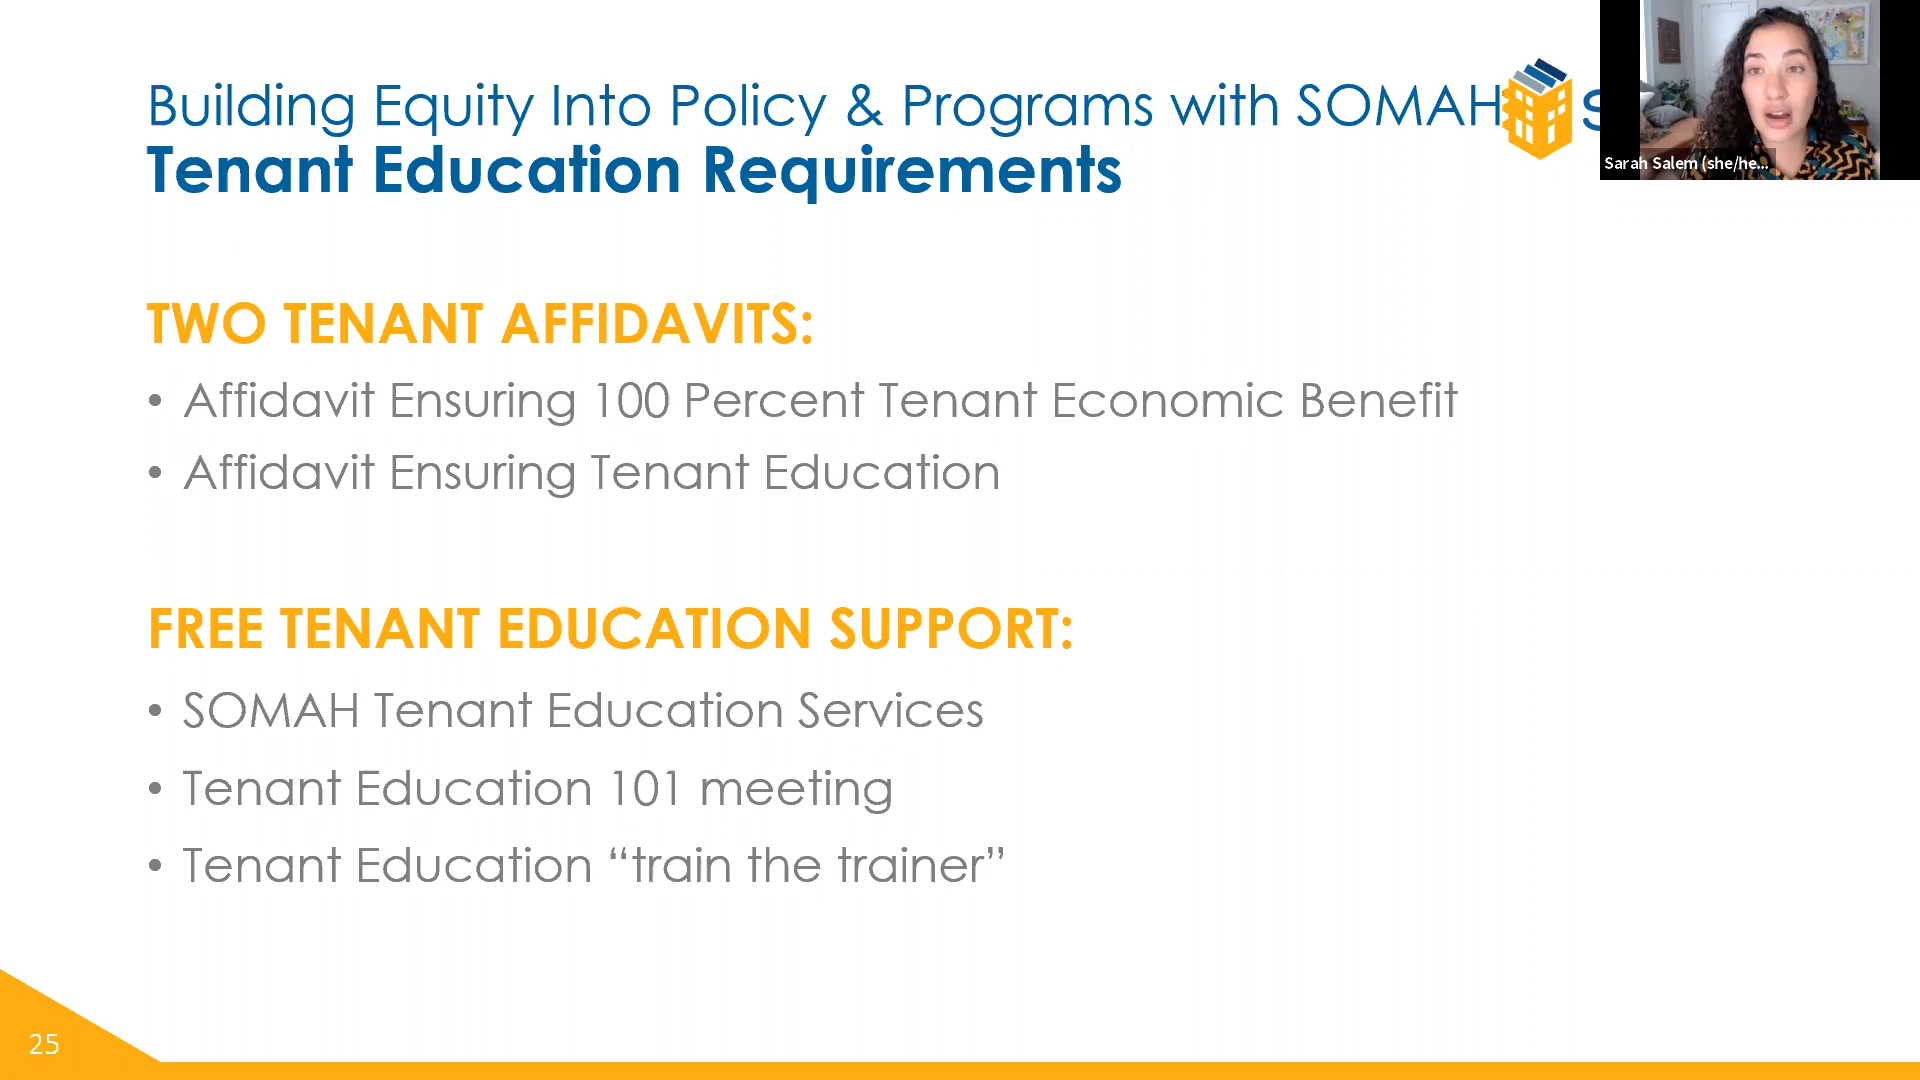 Building Equity Into Policy & Programs with SOMAH
Tenant Education Requirements
Sarah Salem (she/he...
TWO TENANT AFFIDAVITS:
• Affidavit Ensuring 100 Percent Tenant Economic Benefit
• Affidavit Ensuring Tenant Education
FREE TENANT EDUCATION SUPPORT:
• SOMAH Tenant Education Services
• Tenant Education 101 meeting
• Tenant Education “train the trainer”
25